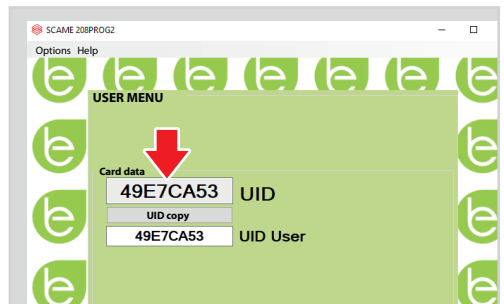 SCAME 208PROG2
Options Help
USER MENU
Card data
49E7CA53 UID
UID copy
49E7CA53 UID User